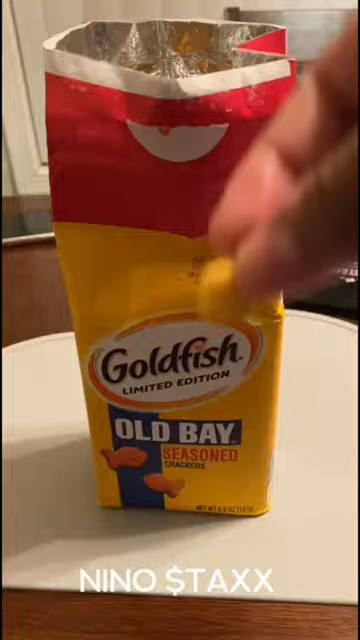 Goldfish
LIMITED EDITION
OLD BAY
SEASONED
CRACKERS
NINO $TAXX